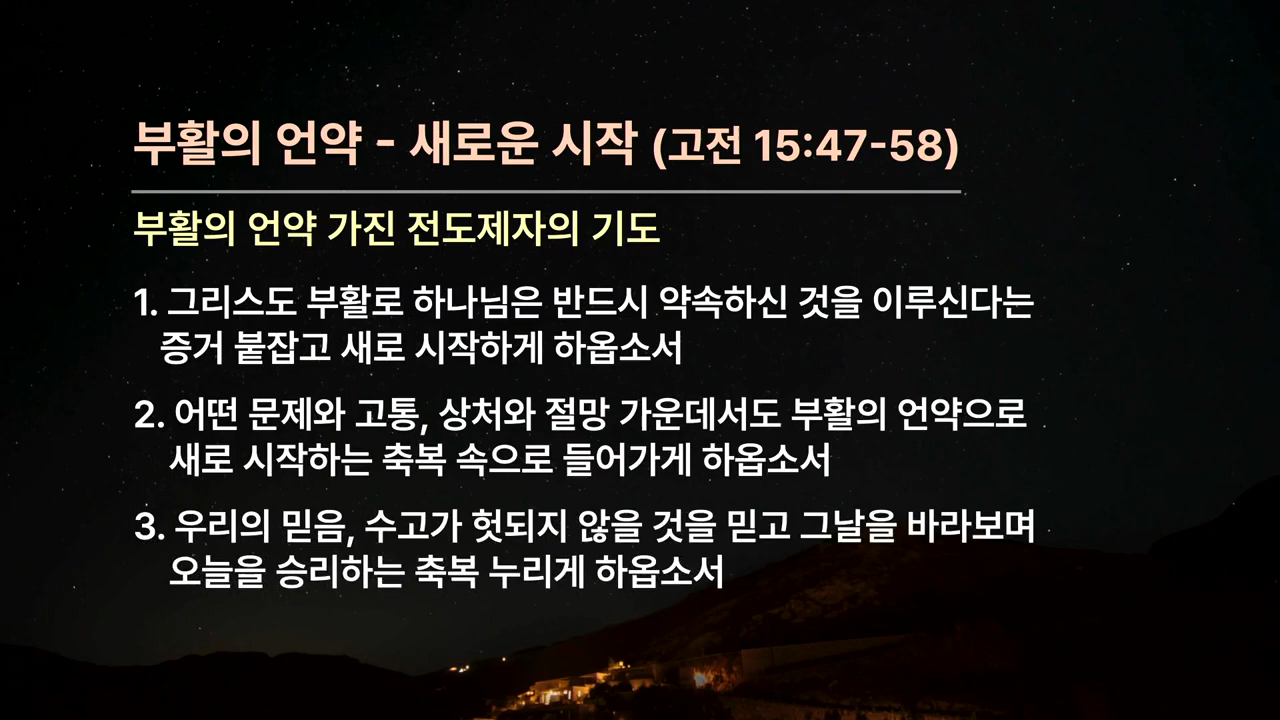 부활의 언약 - 새로운 시작 (고전 15:47-58)
부활의 언약 가진 전도제자의 기도
1. 그리스도 부활로 하나님은 반드시 약속하신 것을 이루신다는
증거 붙잡고 새로 시작하게 하옵소서
2. 어떤 문제와 고통, 상처와 절망 가운데서도 부활의 언약으로
새로 시작하는 축복 속으로 들어가게 하옵소서
3. 우리의 믿음, 수고가 헛되지 않을 것을 믿고 그날을 바라보며
오늘을 승리하는 축복 누리게 하옵소서